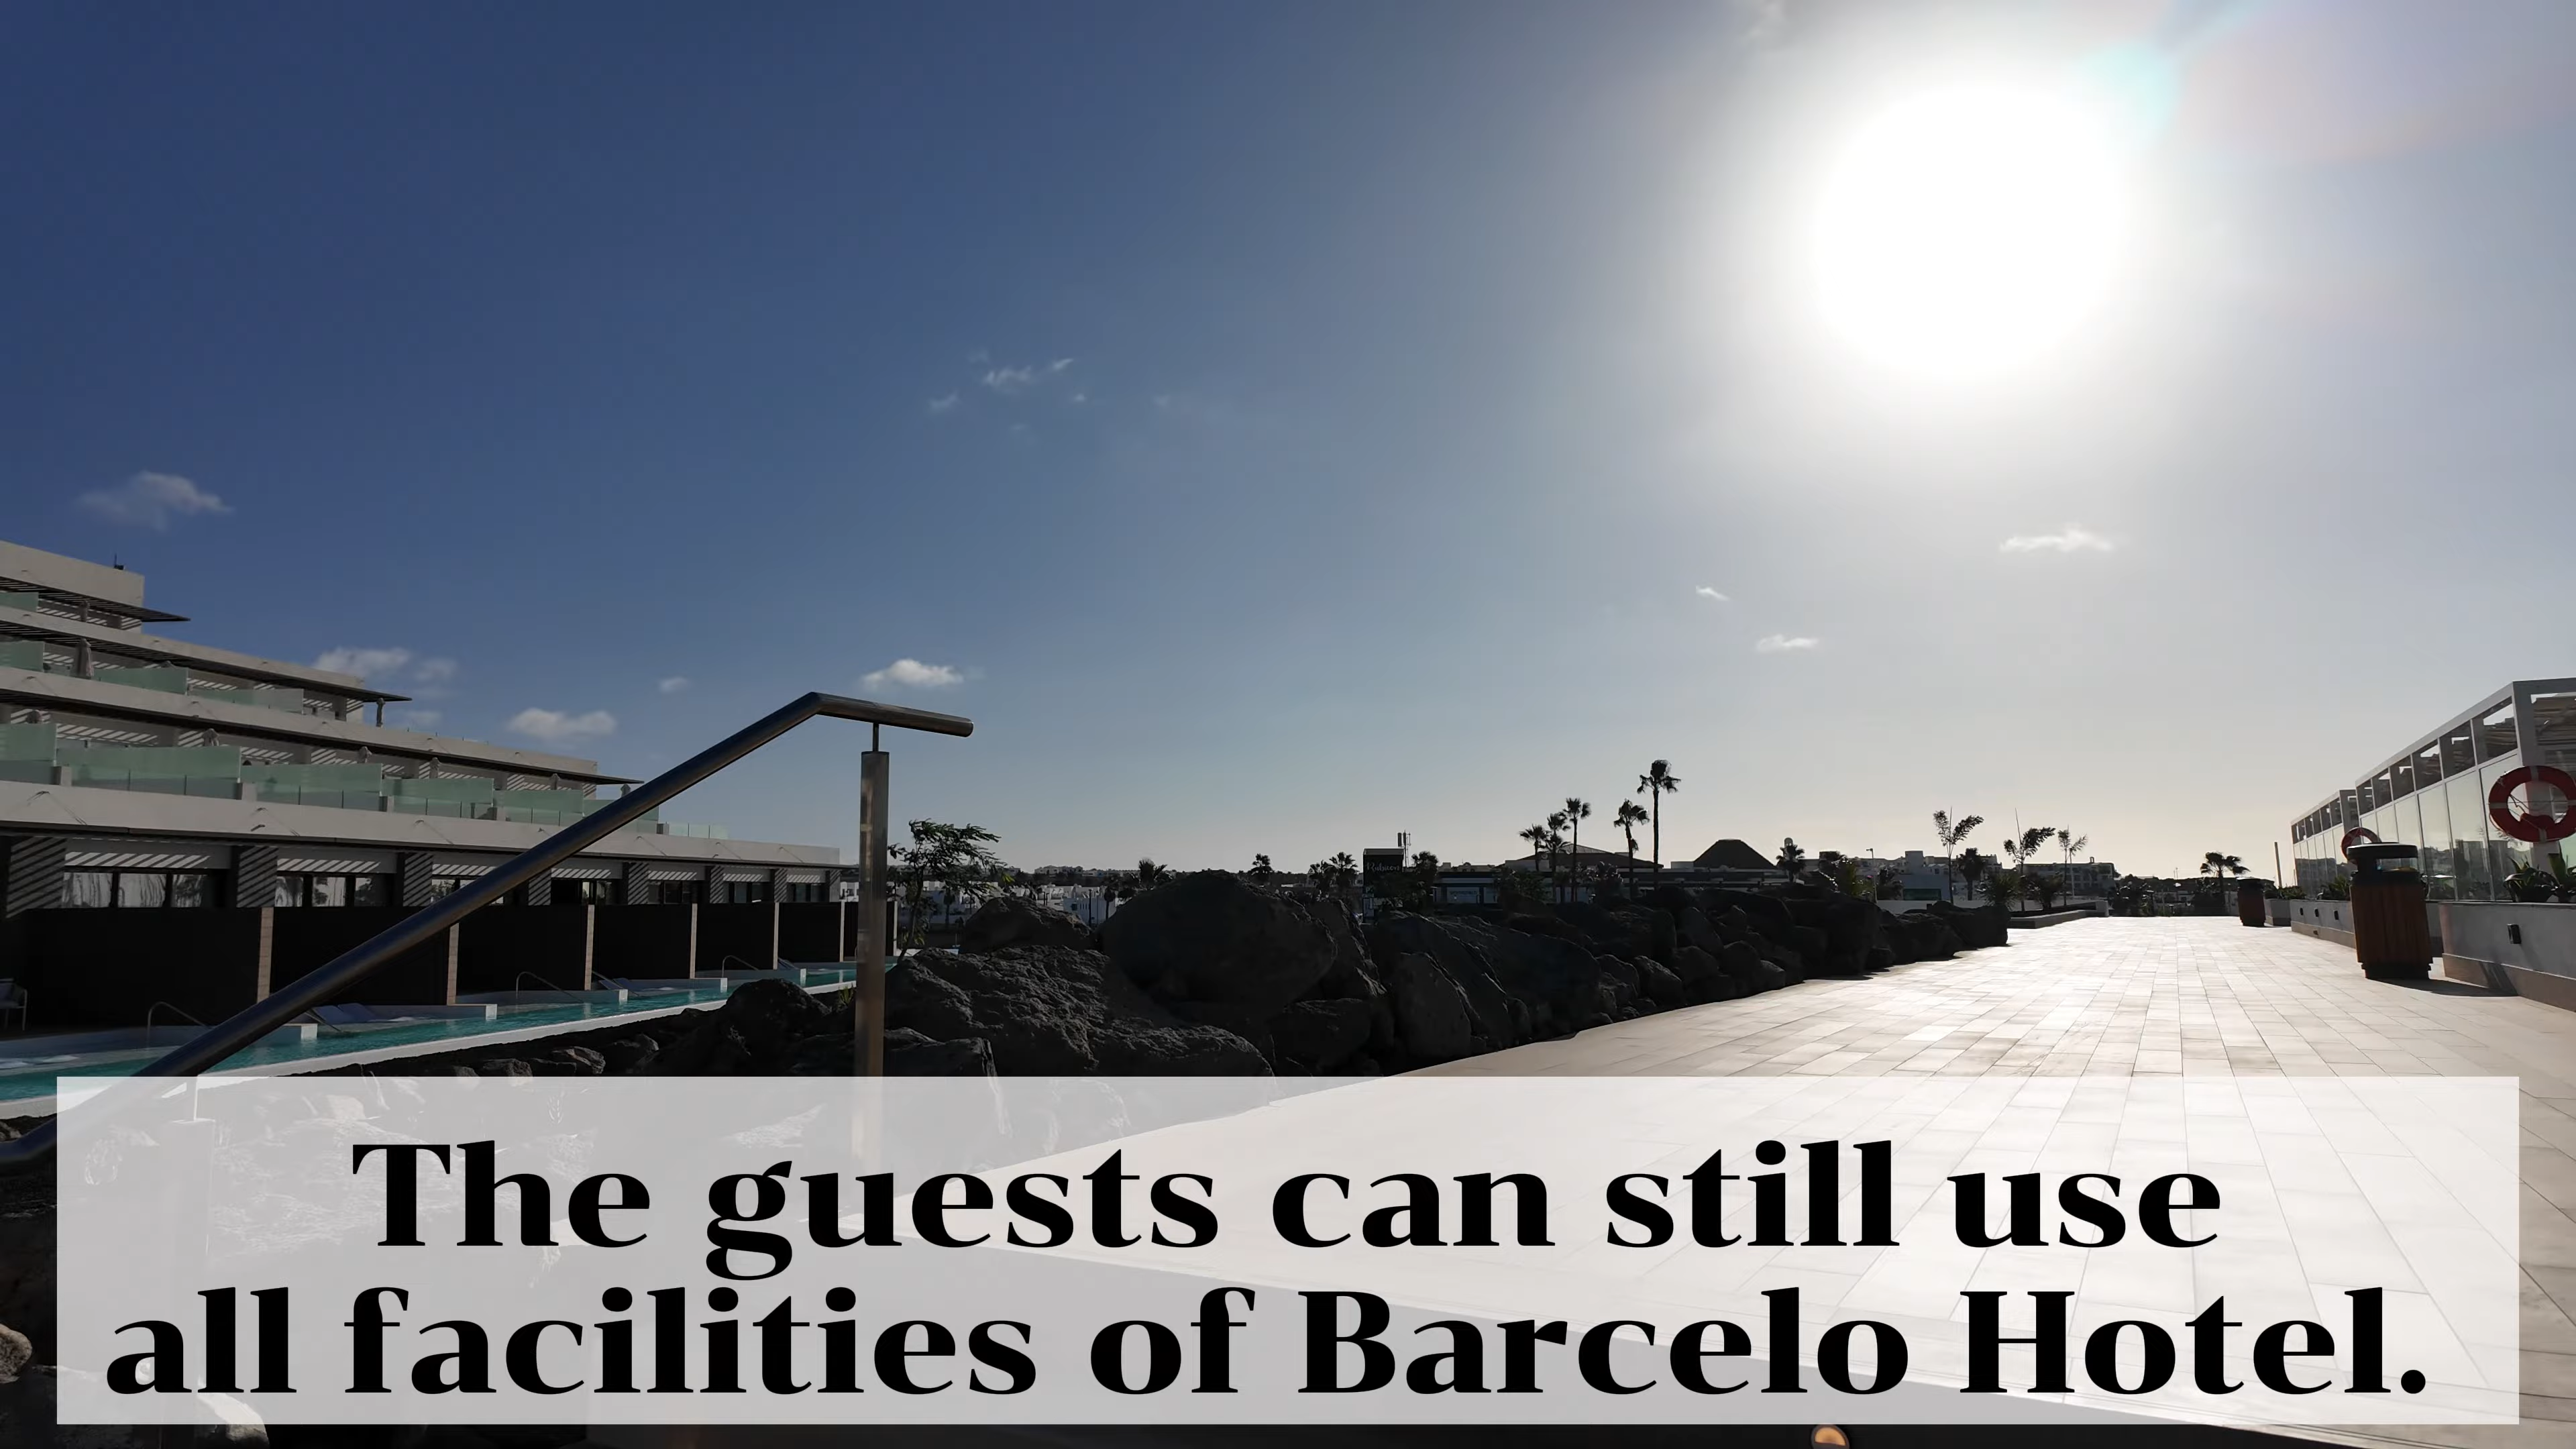 The guests can still use
all facilities of Barcelo Hotel.